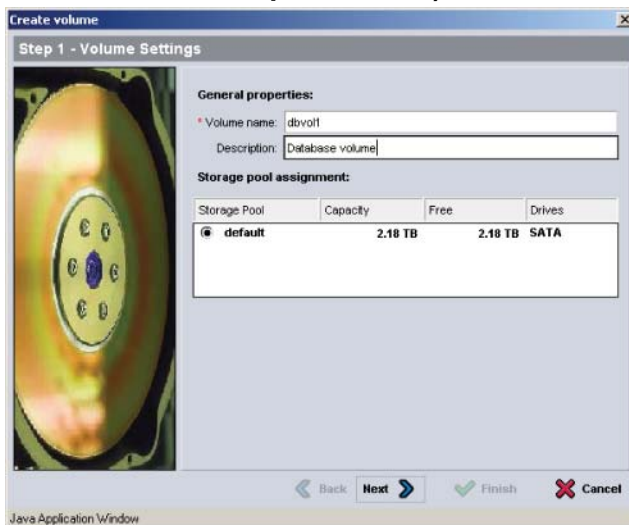 Create volume
Step 1 - Volume Settings
General properties:
* Volume name: dbvol1
Description: Database volume
Storage pool assignment:
Storage Pool Capacity Free Drives
default 2.18 TB 2.18 TB SATA
Back Next Finish Cancel
Java Application Window